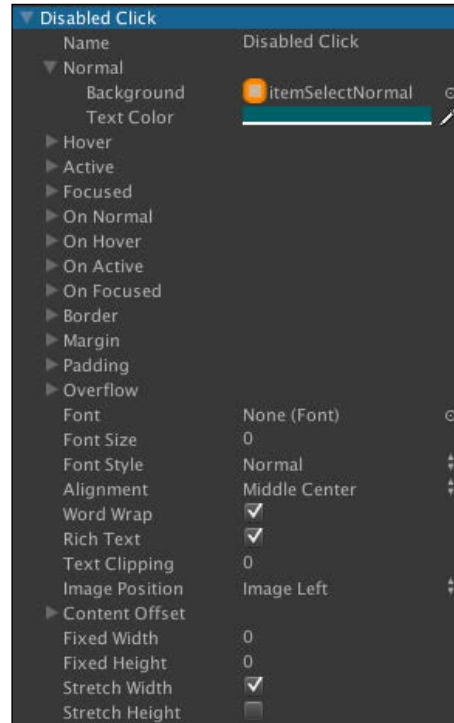 Disabled Click
Name Disabled Click
Normal
Background itemSelectNormal
Text Color
Hover
Active
Focused
On Normal
On Hover
On Active
On Focused
Border
Margin
Padding
Overflow
Font None (Font)
Font Size 0
Font Style Normal
Alignment Middle Center
Word Wrap
Rich Text
Text Clipping 0
Image Position Image Left
Content Offset
Fixed Width 0
Fixed Height 0
Stretch Width
Stretch Height